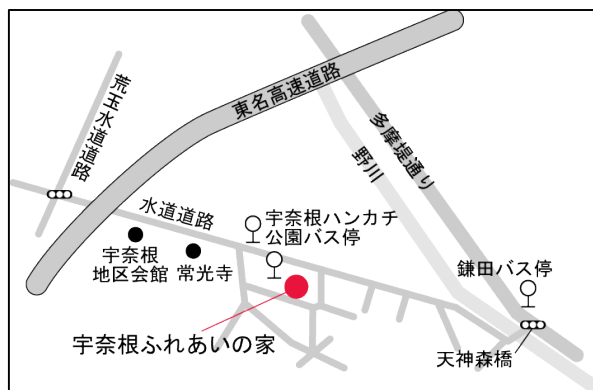 荒玉水道道路
東名高速道路
多摩堤通り
野川
水道道路
宇奈根ハンカチ
公園バス停
宇奈根
地区会館
常光寺
鎌田バス停
宇奈根ふれあいの家
天神森橋